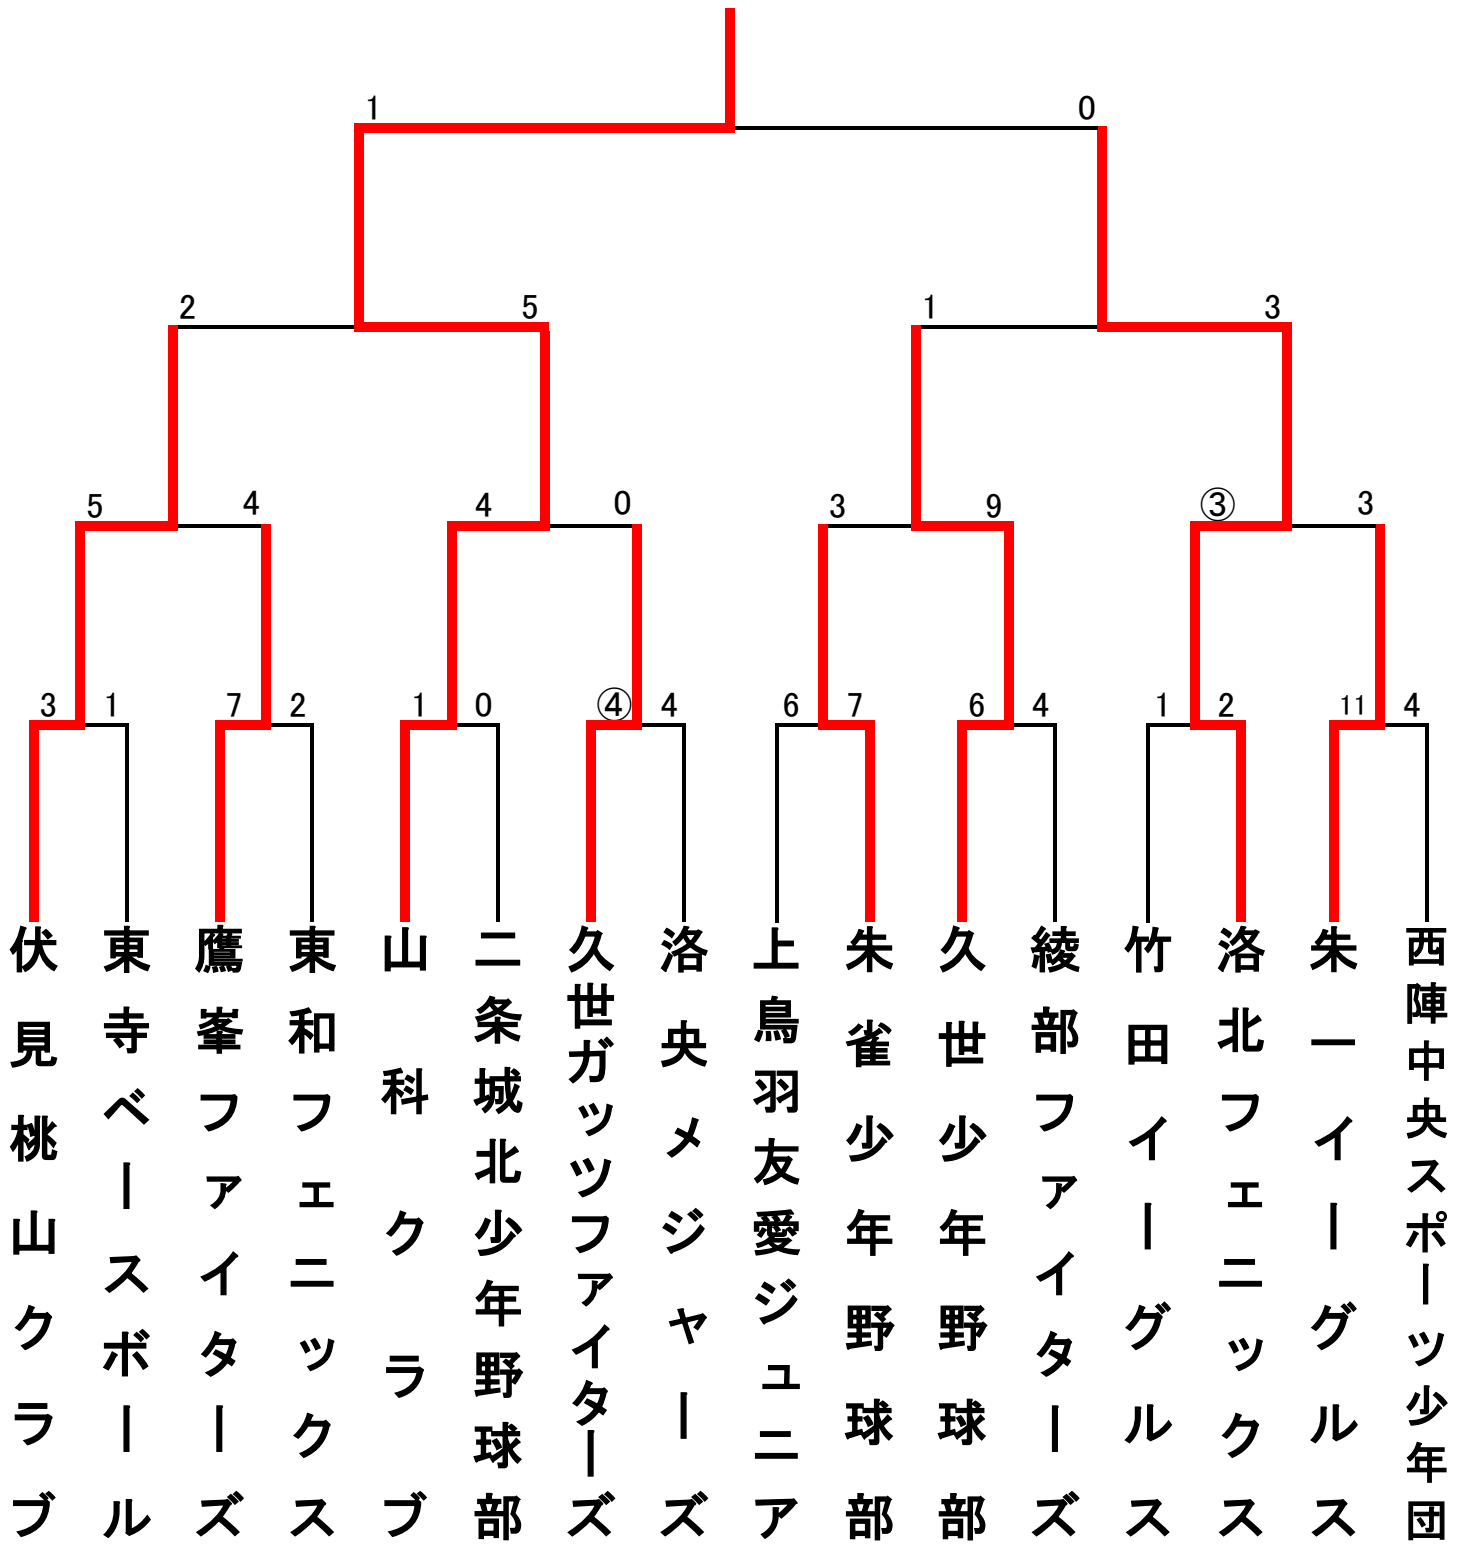 1 0
2 5 1 3
5 4 4 0 3 9 ③ 3
3 1 7 2 1 0 ④ 4 6 7 6 4 1 2 11 4
伏見桃山クラブ
東寺ベースボール
鷹峯ファイターズ
東和フェニックス
山科クラブ
二条城北少年野球部
久世ガッツファイターズ
洛央メジャーズ
上鳥羽友愛ジュニア
朱雀少年野球部
久世少年野球部
綾部ファイターズ
竹田イーグルス
洛北フェニックス
朱一イーグルス
西陣中央スポーツ少年団